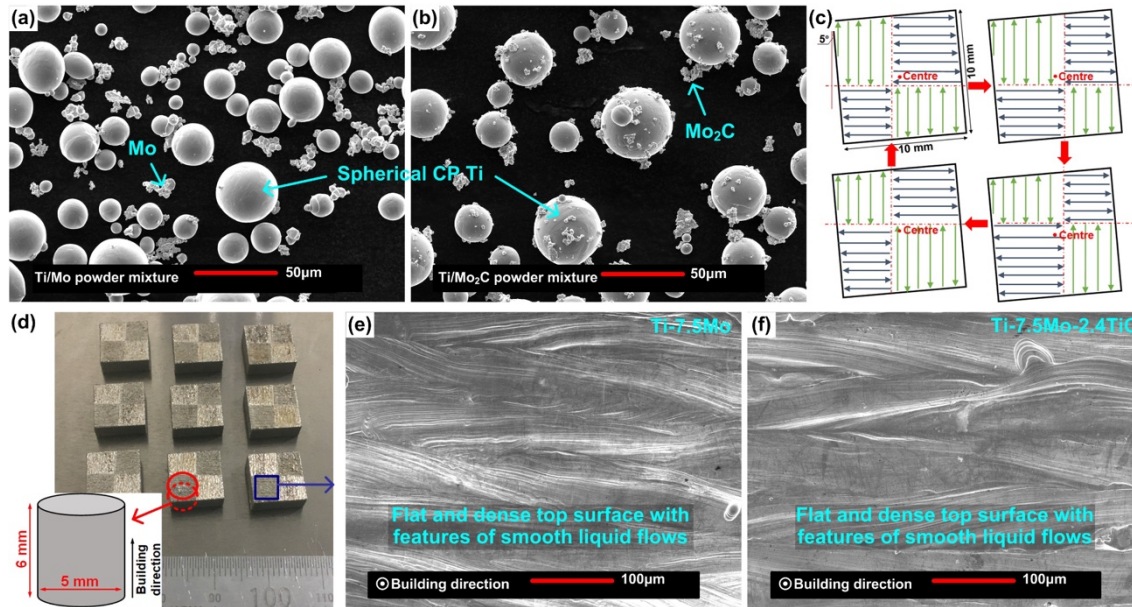 (a)
Mo
Spherical CP Ti
Ti/Mo powder mixture
50μm
(b)
Mo₂C
Ti/Mo₂C powder mixture
50μm
(c)
5°
Centre
10 mm
10 mm
Centre
Centre
Centre
(d)
6 mm
5 mm
Building
direction
90
100
110
(e)
Ti-7.5Mo
Flat and dense top surface with
features of smooth liquid flows
Building direction
100μm
(f)
Ti-7.5Mo-2.4TiC
Flat and dense top surface with
features of smooth liquid flows
Building direction
100μm